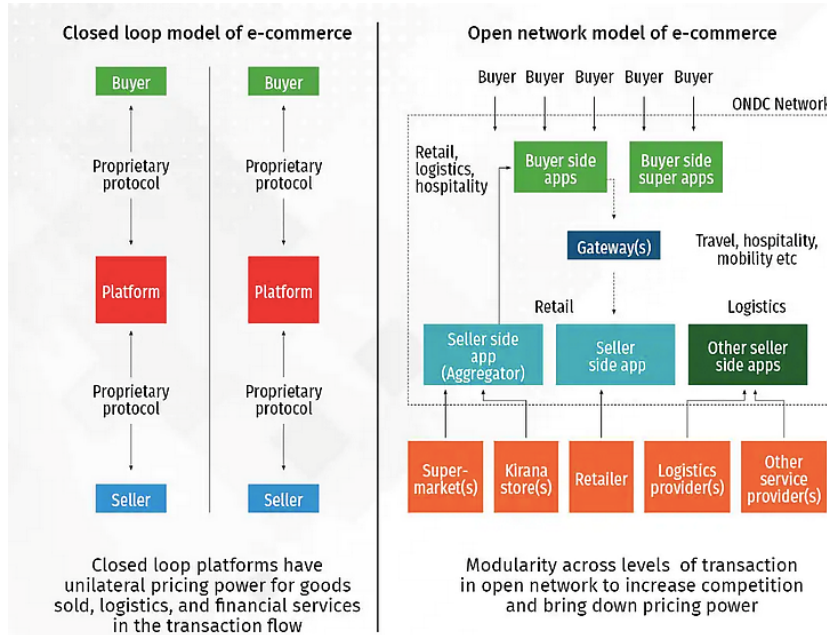 Closed loop model of e-commerce
Buyer
Buyer
Proprietary
protocol
Proprietary
protocol
Platform
Platform
Proprietary
protocol
Proprietary
protocol
Seller
Seller
Closed loop platforms have
unilateral pricing power for goods
sold, logistics, and financial services
in the transaction flow
Open network model of e-commerce
Buyer Buyer Buyer Buyer Buyer
ONDC Network
Retail,
logistics,
hospitality
Buyer side
apps
Buyer side
super apps
Gateway(s)
Travel, hospitality,
mobility etc
Retail
Logistics
Seller side
app
(Aggregator)
Seller
side app
Other seller
side apps
Super-
market(s)
Kirana
store(s)
Retailer
Logistics
provider(s)
Other
service
provider(s)
Modularity across levels of transaction
in open network to increase competition
and bring down pricing power